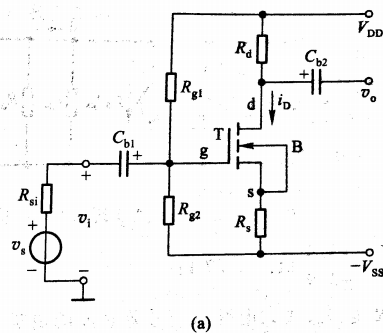 V_DD
R_d
C_b2
+
R_g1
d
i_D
v_o
T
B
C_b1
+
g
+
s
R_si
v_i
R_g2
R_s
+
v_s
−
−
−V_SS
(a)